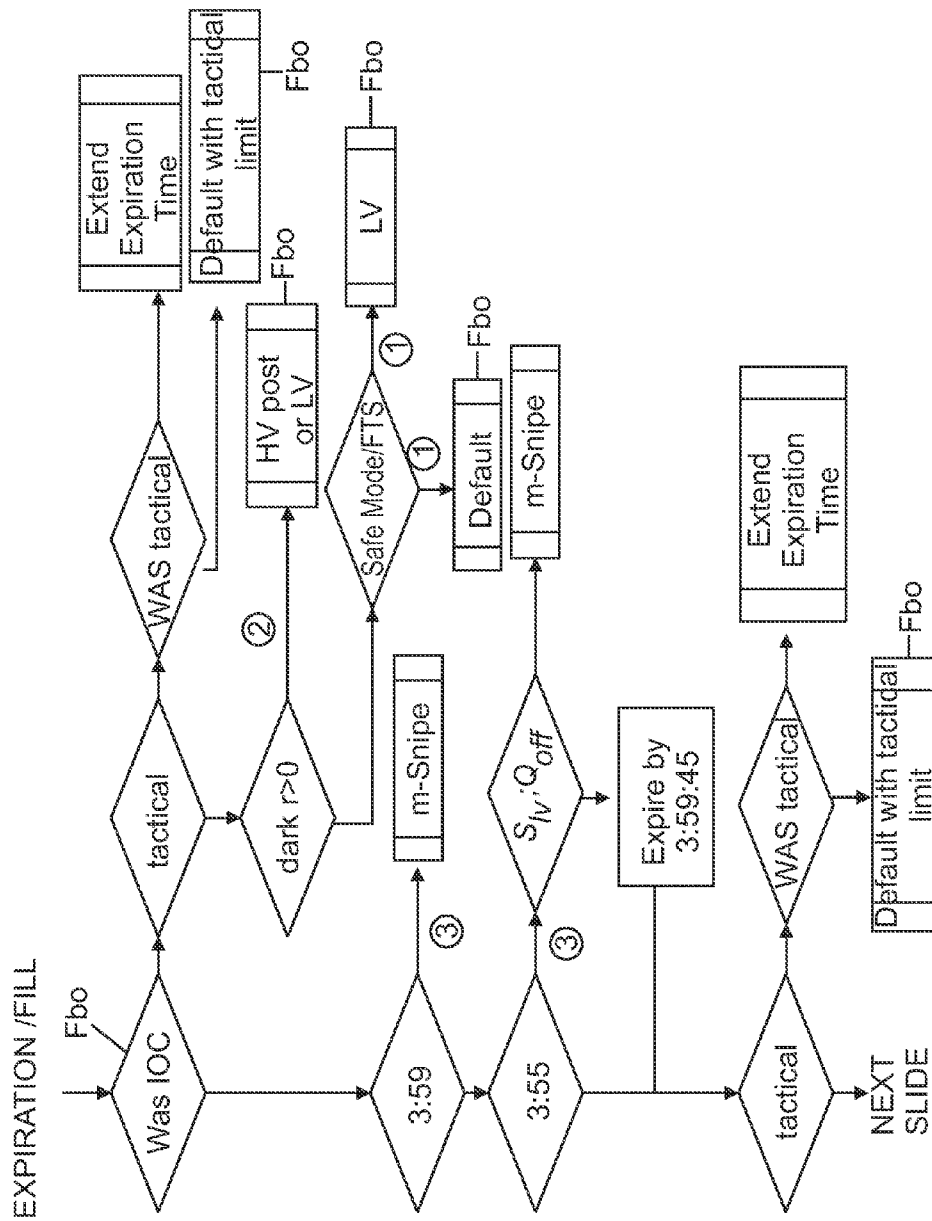 EXPIRATION /FILL
Fbo
Was IOC
tactical
WAS tactical
Extend
Expiration
Time
Default with tactical
limit
Fbo
dark r>0
②
HV post
or LV
Fbo
Safe Mode/FTS
①
LV
Fbo
①
Default
Fbo
3:59
③
m-Snipe
3:55
③
Slv,Qoff
m-Snipe
Expire by
3:59:45
tactical
WAS tactical
Extend
Expiration
Time
Default with tactical
limit
Fbo
NEXT
SLIDE